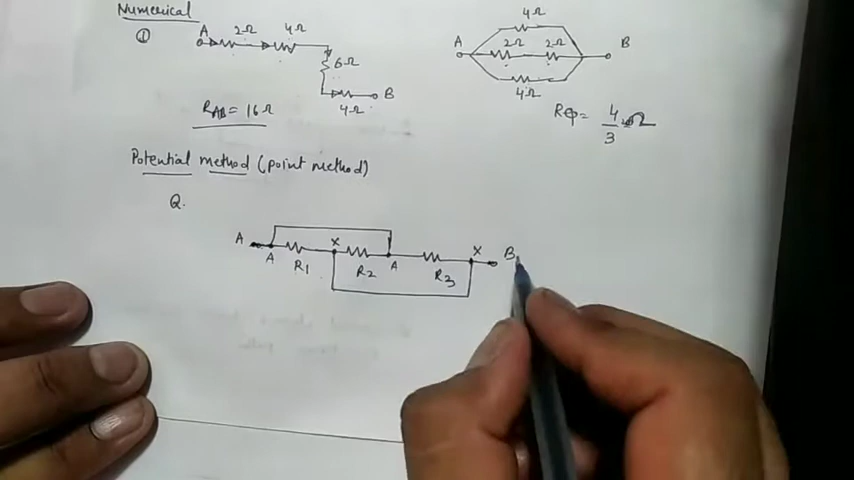 Numerical
① A 2Ω 4Ω
6Ω
4Ω B
R_AB = 16Ω
4Ω
A 2Ω 2Ω B
4Ω
Req = 4/3 Ω
Potential method (point method)
Q.
A A R1 X R2 A R3 X B